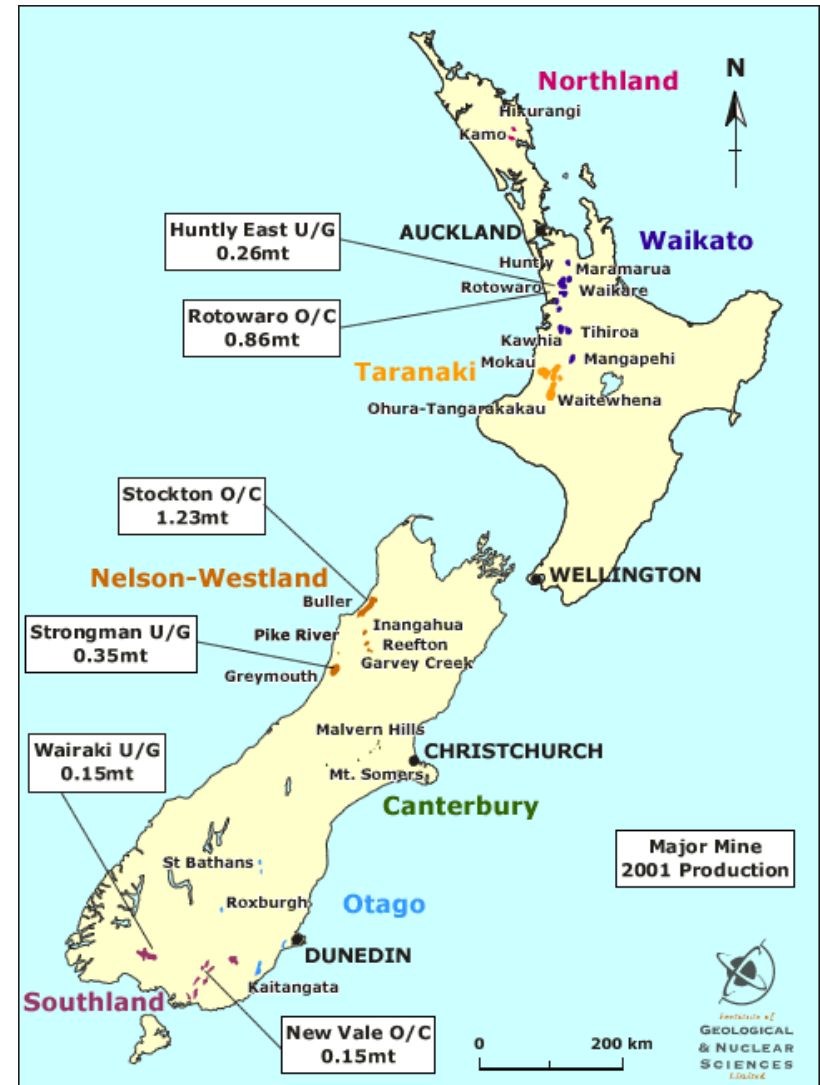 N
Northland
Hikurangi
Kamo
Huntly East U/G
0.26mt
AUCKLAND
Waikato
Huntly
Maramarua
Rotowaro
Waikare
Rotowaro O/C
0.86mt
Kawhia
Tihiroa
Mokau
Mangapehi
Taranaki
Waitewhena
Ohura-Tangarakakau
Stockton O/C
1.23mt
Nelson-Westland
WELLINGTON
Buller
Strongman U/G
0.35mt
Pike River
Inangahua
Reefton
Garvey Creek
Greymouth
Malvern Hills
Wairaki U/G
0.15mt
CHRISTCHURCH
Mt. Somers
Canterbury
Major Mine
2001 Production
St Bathans
Roxburgh
Otago
DUNEDIN
Kaitangata
Southland
New Vale O/C
0.15mt
0 200 km
Institute of
GEOLOGICAL
& NUCLEAR
SCIENCES
Limited